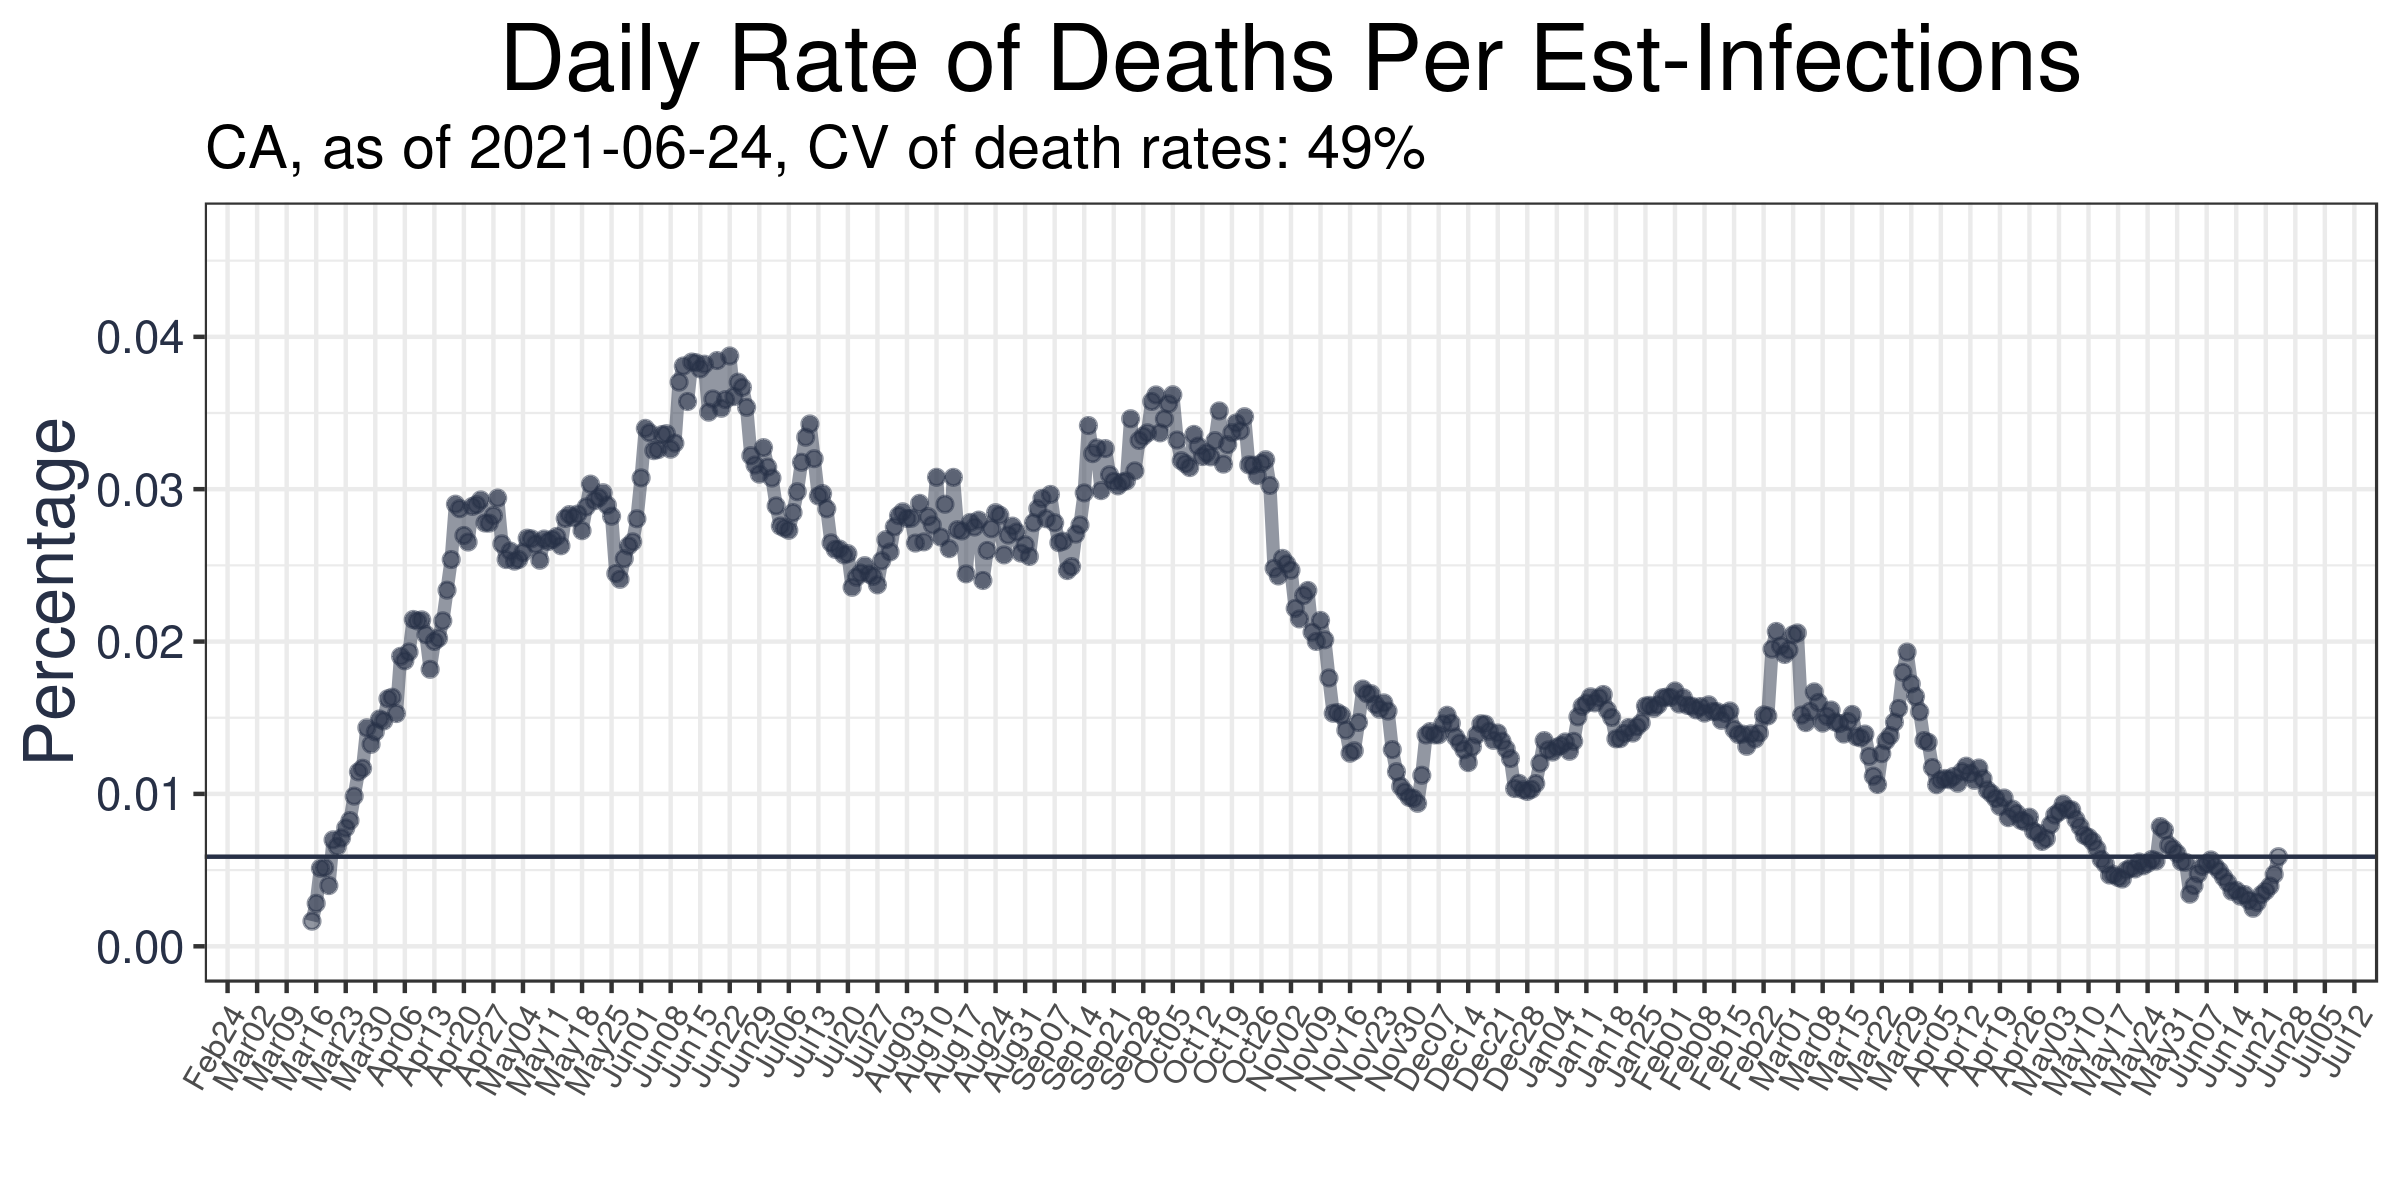 Daily Rate of Deaths Per Est-Infections
CA, as of 2021-06-24, CV of death rates: 49%
Percentage
0.04
0.03
0.02
0.01
0.00
Feb24
Mar02
Mar09
Mar16
Mar23
Mar30
Apr06
Apr13
Apr20
Apr27
May04
May11
May18
May25
Jun01
Jun08
Jun15
Jun22
Jun29
Jul06
Jul13
Jul20
Jul27
Aug03
Aug10
Aug17
Aug24
Aug31
Sep07
Sep14
Sep21
Sep28
Oct05
Oct12
Oct19
Oct26
Nov02
Nov09
Nov16
Nov23
Nov30
Dec07
Dec14
Dec21
Dec28
Jan04
Jan11
Jan18
Jan25
Feb01
Feb08
Feb15
Feb22
Mar01
Mar08
Mar15
Mar22
Mar29
Apr05
Apr12
Apr19
Apr26
May03
May10
May17
May24
May31
Jun07
Jun14
Jun21
Jun28
Jul05
Jul12